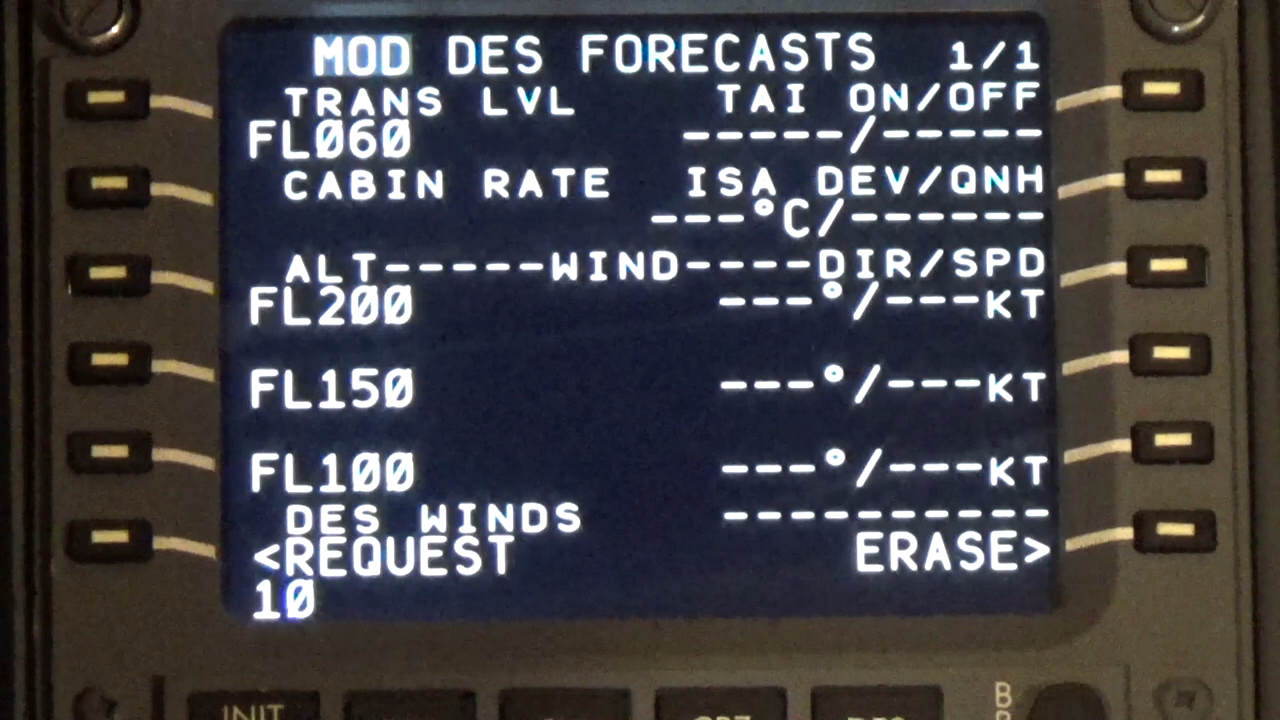 MOD DES FORECASTS 1/1
TRANS LVL TAI ON/OFF
FL060 -----/-----
CABIN RATE ISA DEV/QNH
---°C/------
ALT-----WIND----DIR/SPD
FL200 ---°/---KT
FL150 ---°/---KT
FL100 ---°/---KT
DES WINDS ----------
<REQUEST ERASE>
10
INIT
B